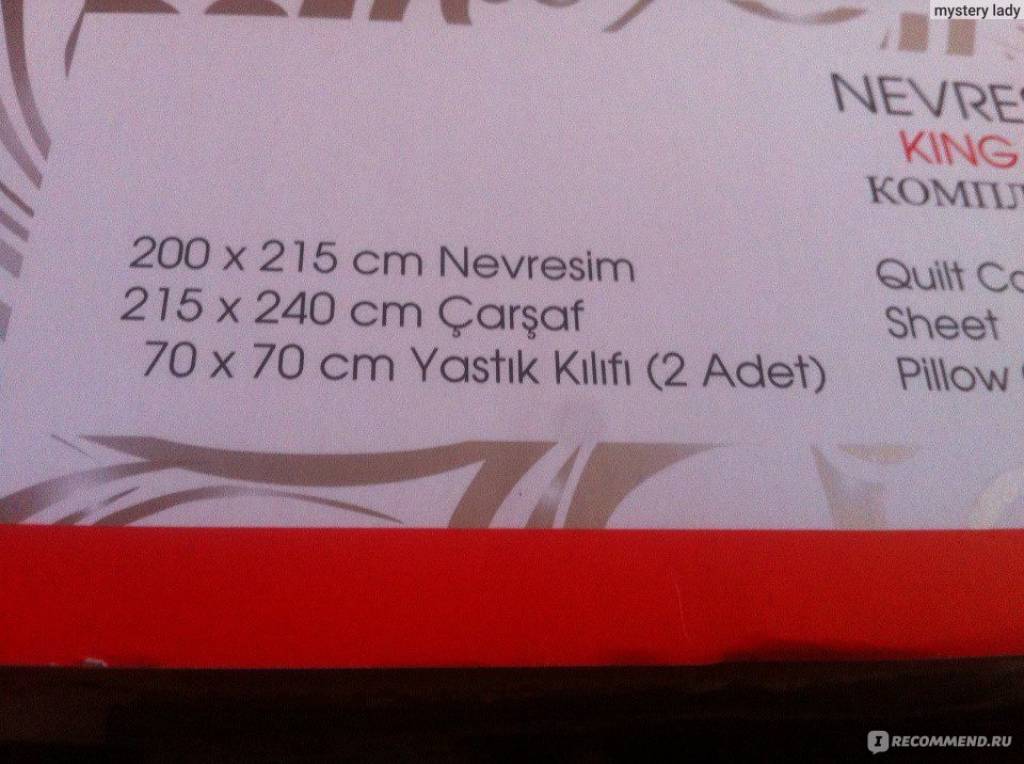 mystery lady
NEVRES
KING
КОМПЛ
200 x 215 cm Nevresim
215 x 240 cm Çarşaf
70 x 70 cm Yastık Kılıfı (2 Adet)
Quilt Co
Sheet
Pillow
RECOMMEND.RU